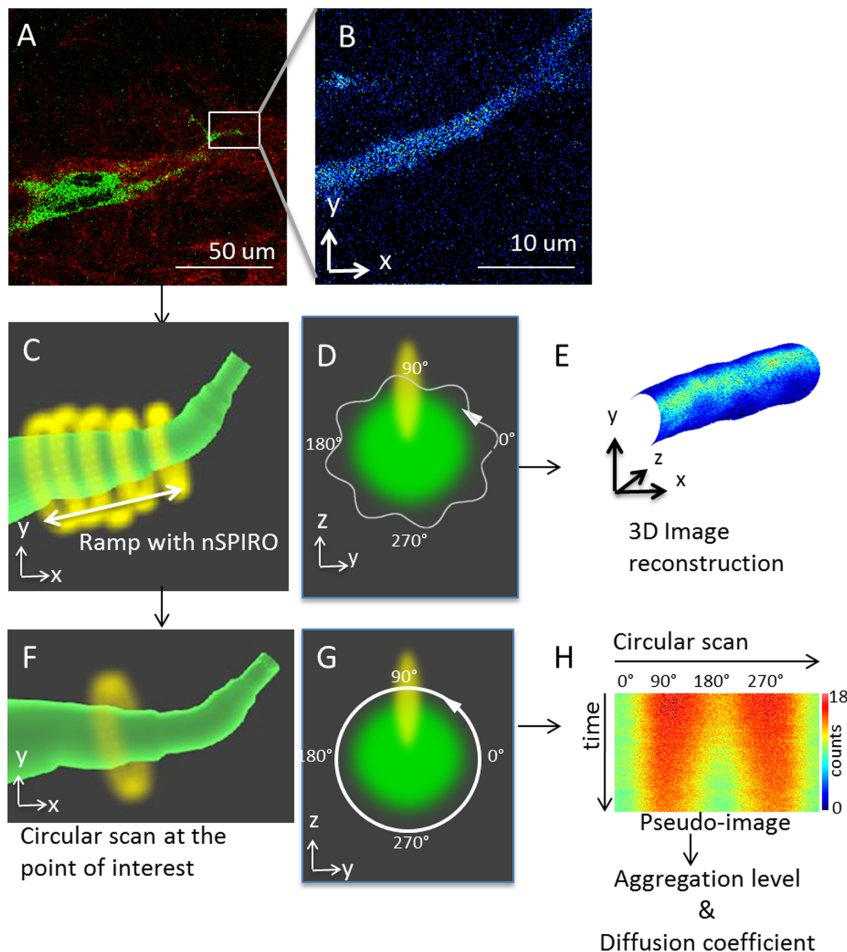 A
50 um
B
y
x
10 um
C
y
x
Ramp with nSPIRO
D
90°
180°
0°
270°
z
y
E
y
z
x
3D Image
reconstruction
F
y
x
Circular scan at the
point of interest
G
90°
180°
0°
270°
z
y
H
Circular scan
0° 90° 180° 270°
time
18
counts
0
Pseudo-image
Aggregation level
&
Diffusion coefficient